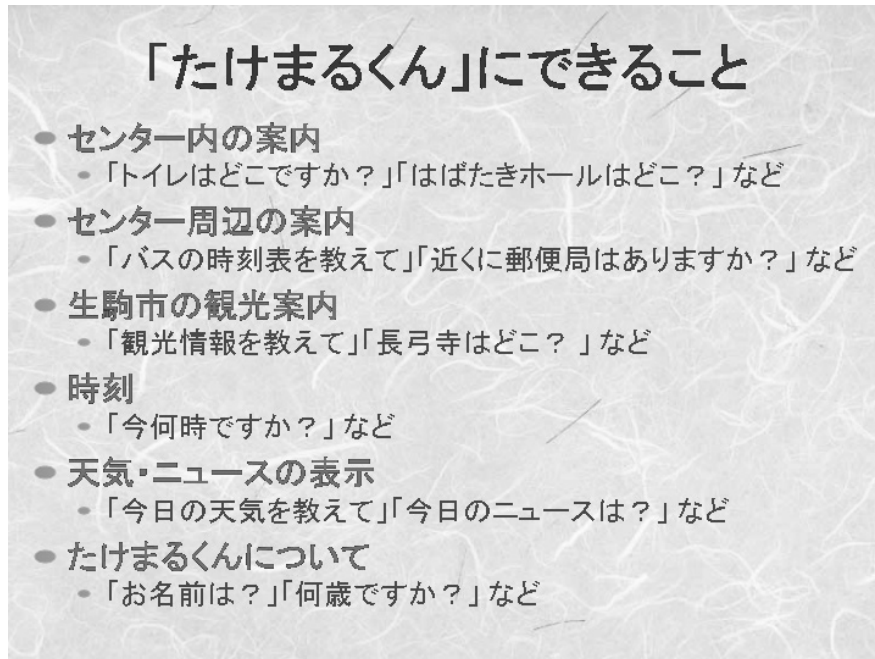 「たけまるくん」にできること
センター内の案内
「トイレはどこですか？」「はばたきホールはどこ？」など
センター周辺の案内
「バスの時刻表を教えて」「近くに郵便局はありますか？」など
生駒市の観光案内
「観光情報を教えて」「長弓寺はどこ？ 」など
時刻
「今何時ですか？」など
天気・ニュースの表示
「今日の天気を教えて」「今日のニュースは？」など
たけまるくんについて
「お名前は？」「何歳ですか？」など